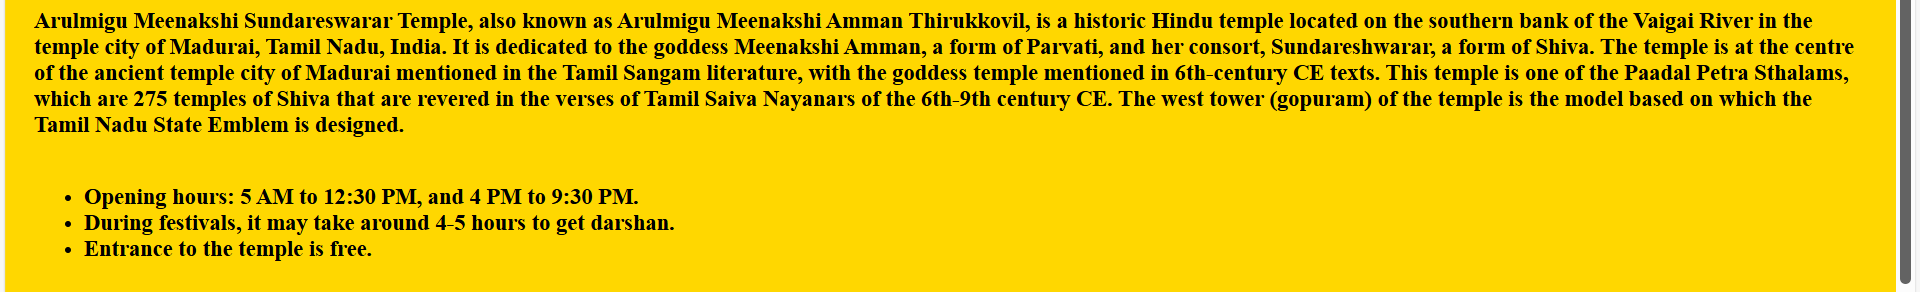 Arulmigu Meenakshi Sundareswarar Temple, also known as Arulmigu Meenakshi Amman Thirukkovil, is a historic Hindu temple located on the southern bank of the Vaigai River in the
temple city of Madurai, Tamil Nadu, India. It is dedicated to the goddess Meenakshi Amman, a form of Parvati, and her consort, Sundareshwarar, a form of Shiva. The temple is at the centre
of the ancient temple city of Madurai mentioned in the Tamil Sangam literature, with the goddess temple mentioned in 6th-century CE texts. This temple is one of the Paadal Petra Sthalams,
which are 275 temples of Shiva that are revered in the verses of Tamil Saiva Nayanars of the 6th-9th century CE. The west tower (gopuram) of the temple is the model based on which the
Tamil Nadu State Emblem is designed.
• Opening hours: 5 AM to 12:30 PM, and 4 PM to 9:30 PM.
• During festivals, it may take around 4-5 hours to get darshan.
• Entrance to the temple is free.